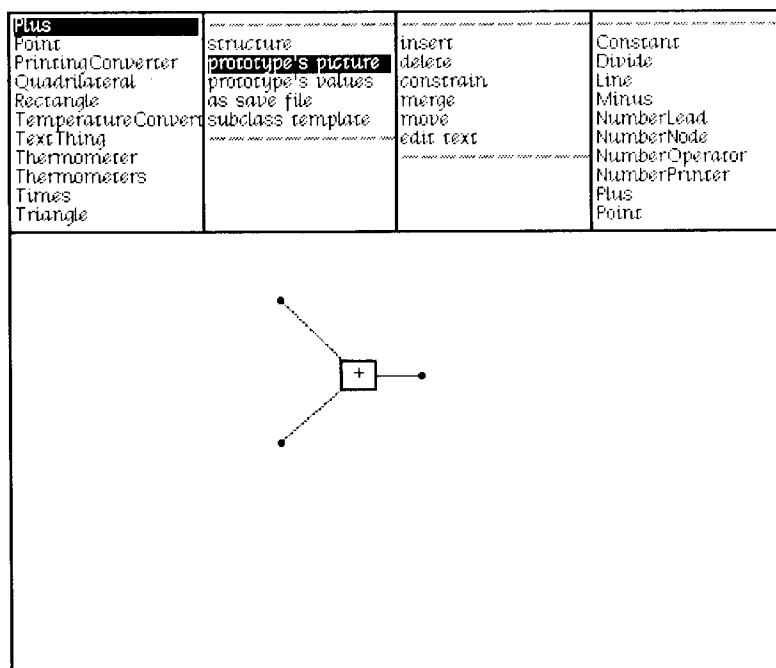 Plus
Point
PrintingConverter
Quadrilateral
Rectangle
TemperatureConvert
TextThing
Thermometer
Thermometers
Times
Triangle
structure
prototype's picture
prototype's values
as save file
subclass template
insert
delete
constrain
merge
move
edit text
Constant
Divide
Line
Minus
NumberLead
NumberNode
NumberOperator
NumberPrinter
Plus
Point
+